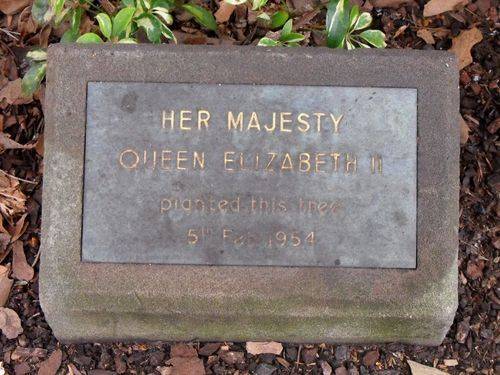 HER MAJESTY
QUEEN ELIZABETH II
planted this tree
5th Feb 1954